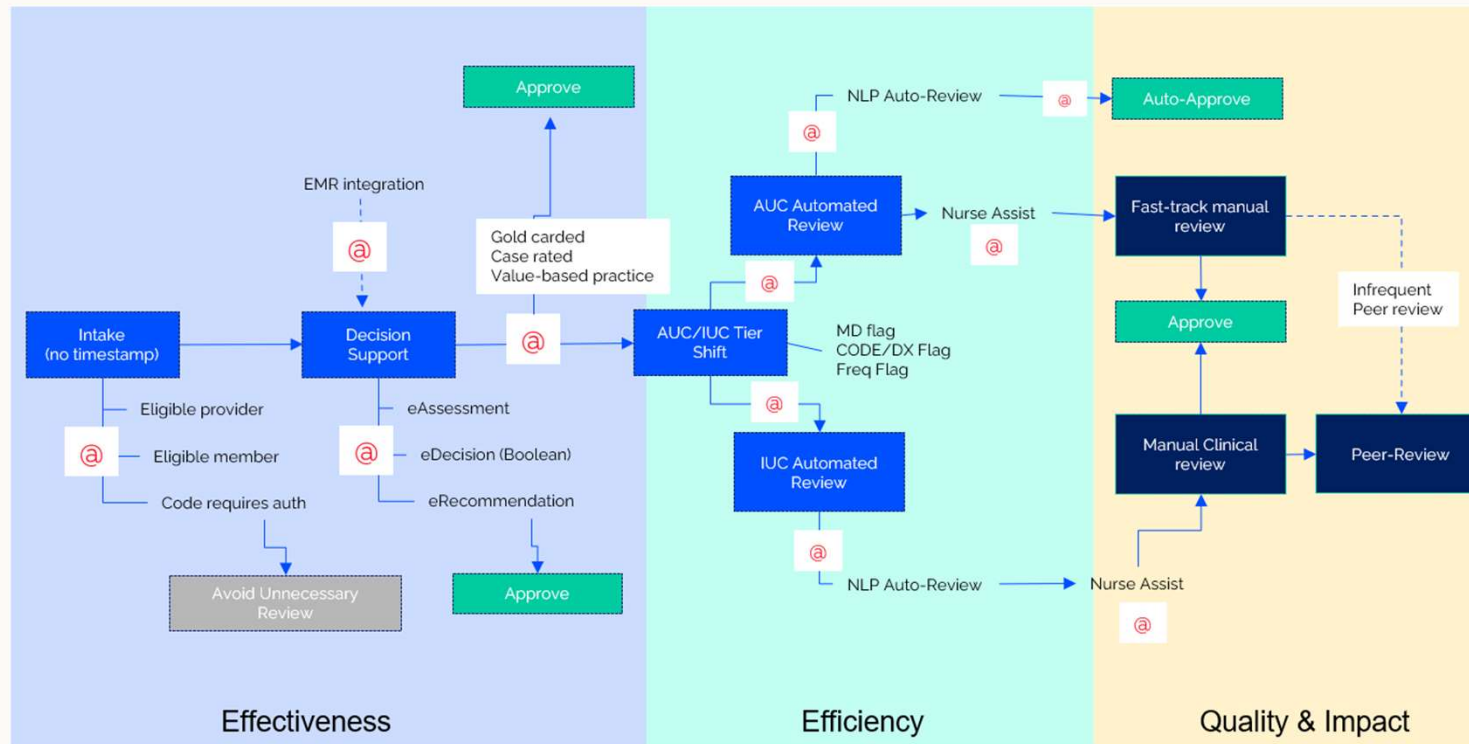 Approve
NLP Auto-Review
@
Auto-Approve
@
EMR integration
@
AUC Automated
Review
Nurse Assist
@
Fast-track manual
review
Gold carded
Case rated
Value-based practice
@
Infrequent
Peer review
Intake
(no timestamp)
Decision
Support
@
AUC/IUC Tier
Shift
MD flag
CODE/DX Flag
Freq Flag
Approve
@
Eligible provider
@
Eligible member
Code requires auth
eAssessment
@
eDecision (Boolean)
eRecommendation
IUC Automated
Review
Manual Clinical
review
Peer-Review
@
Avoid Unnecessary
Review
Approve
NLP Auto-Review
Nurse Assist
@
Effectiveness
Efficiency
Quality & Impact